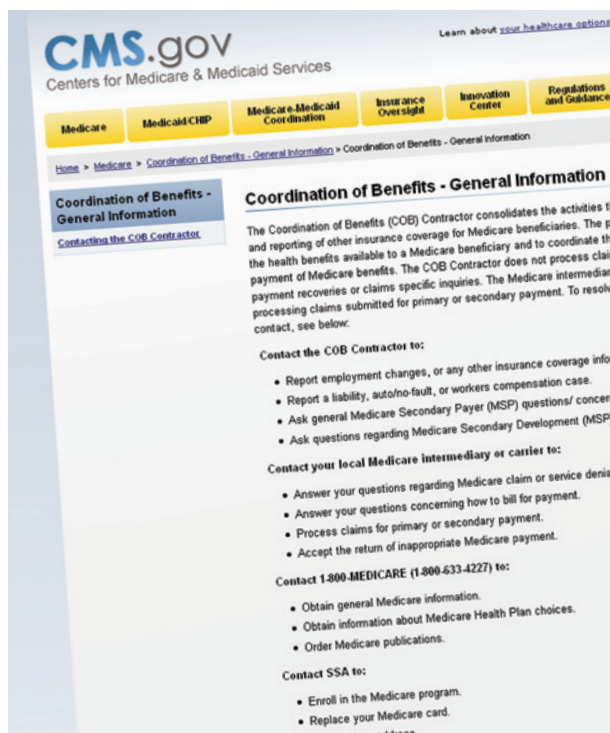 CMS.gov
Learn about your healthcare options
Centers for Medicare & Medicaid Services
Medicare
Medicaid/CHIP
Medicare-Medicaid
Coordination
Insurance
Oversight
Innovation
Center
Regulations
and Guidance
Home > Medicare > Coordination of Benefits - General Information > Coordination of Benefits - General Information
Coordination of Benefits -
General Information
Contacting the COB Contractor
Coordination of Benefits - General Information
The Coordination of Benefits (COB) Contractor consolidates the activities
and reporting of other insurance coverage for Medicare beneficiaries. The
the health benefits available to a Medicare beneficiary and to coordinate
payment of Medicare benefits. The COB Contractor does not process
payment recoveries or claims specific inquiries. The Medicare
processing claims submitted for primary or secondary payment. To
contact, see below:
Contact the COB Contractor to:
• Report employment changes, or any other insurance coverage
• Report a liability, auto/no-fault, or workers compensation case.
• Ask general Medicare Secondary Payer (MSP) questions/
• Ask questions regarding Medicare Secondary Development (MSP
Contact your local Medicare intermediary or carrier to:
• Answer your questions regarding Medicare claim or service
• Answer your questions concerning how to bill for payment.
• Process claims for primary or secondary payment.
• Accept the return of inappropriate Medicare payment.
Contact 1-800-MEDICARE (1-800-633-4227) to:
• Obtain general Medicare information.
• Obtain information about Medicare Health Plan choices.
• Order Medicare publications.
Contact SSA to:
• Enroll in the Medicare program.
• Replace your Medicare card.